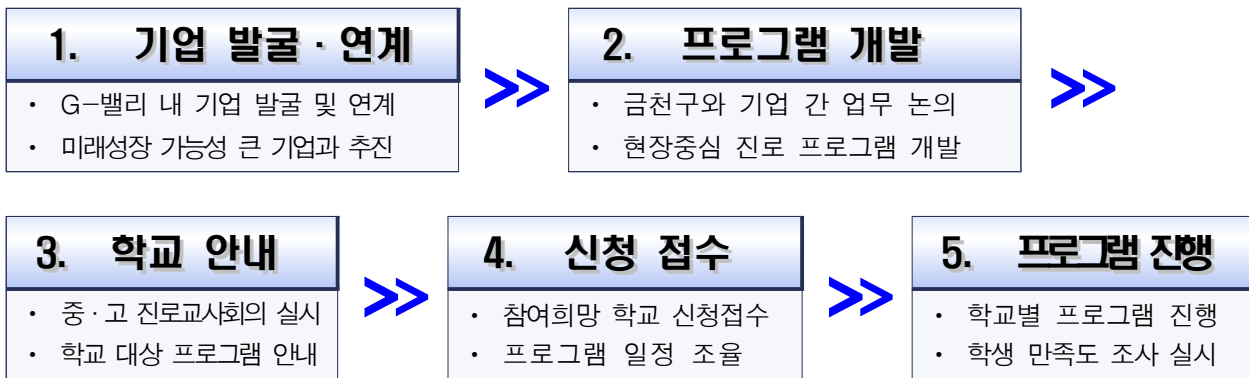 1. 기업 발굴·연계
· G-밸리 내 기업 발굴 및 연계
· 미래성장 가능성 큰 기업과 추진
>>
2. 프로그램 개발
· 금천구와 기업 간 업무 논의
· 현장중심 진로 프로그램 개발
>>
3. 학교 안내
· 중·고 진로교사회의 실시
· 학교 대상 프로그램 안내
>>
4. 신청 접수
· 참여희망 학교 신청접수
· 프로그램 일정 조율
>>
5. 프로그램 진행
· 학교별 프로그램 진행
· 학생 만족도 조사 실시